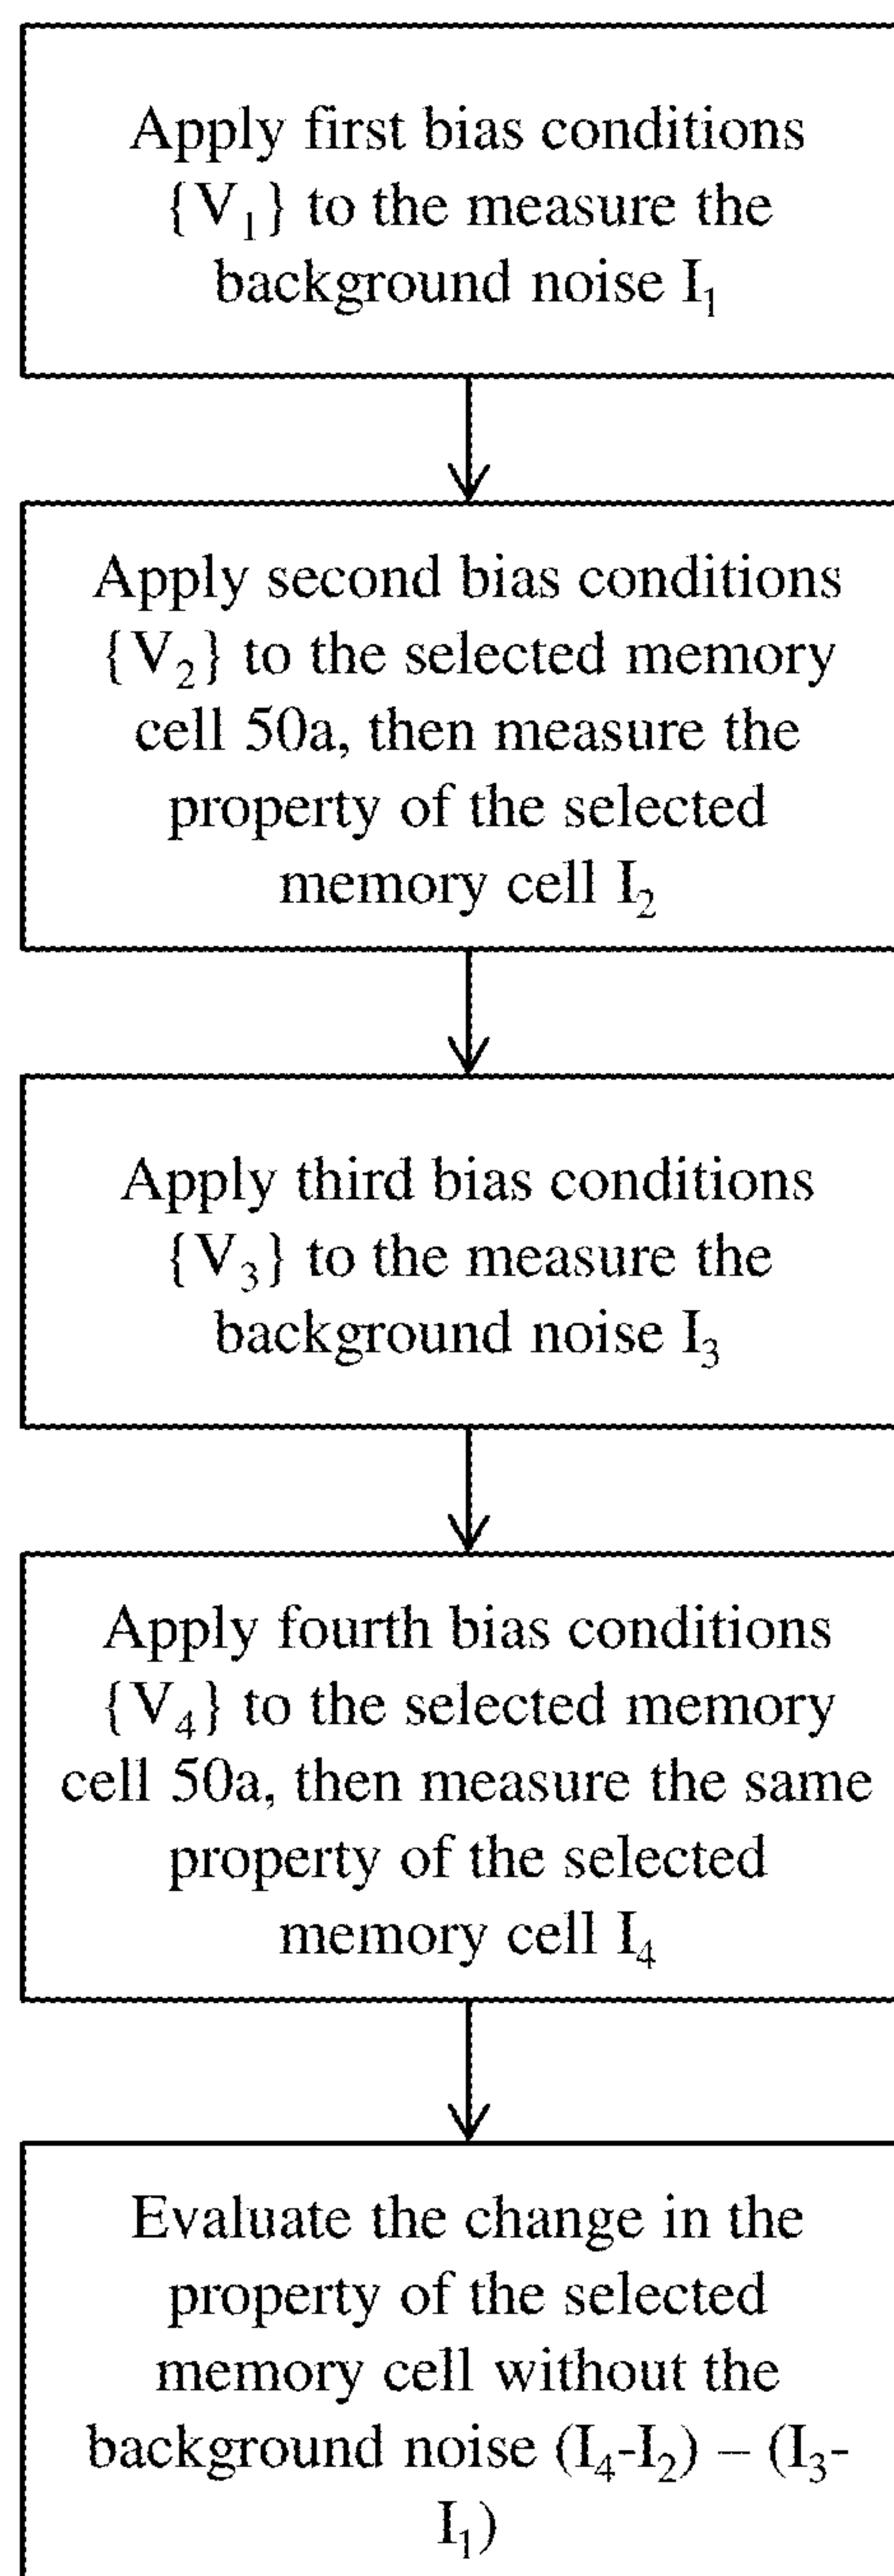 Apply first bias conditions
{V₁} to the measure the
background noise I₁
Apply second bias conditions
{V₂} to the selected memory
cell 50a, then measure the
property of the selected
memory cell I₂
Apply third bias conditions
{V₃} to the measure the
background noise I₃
Apply fourth bias conditions
{V₄} to the selected memory
cell 50a, then measure the same
property of the selected
memory cell I₄
Evaluate the change in the
property of the selected
memory cell without the
background noise (I₄-I₂) – (I₃-
I₁)